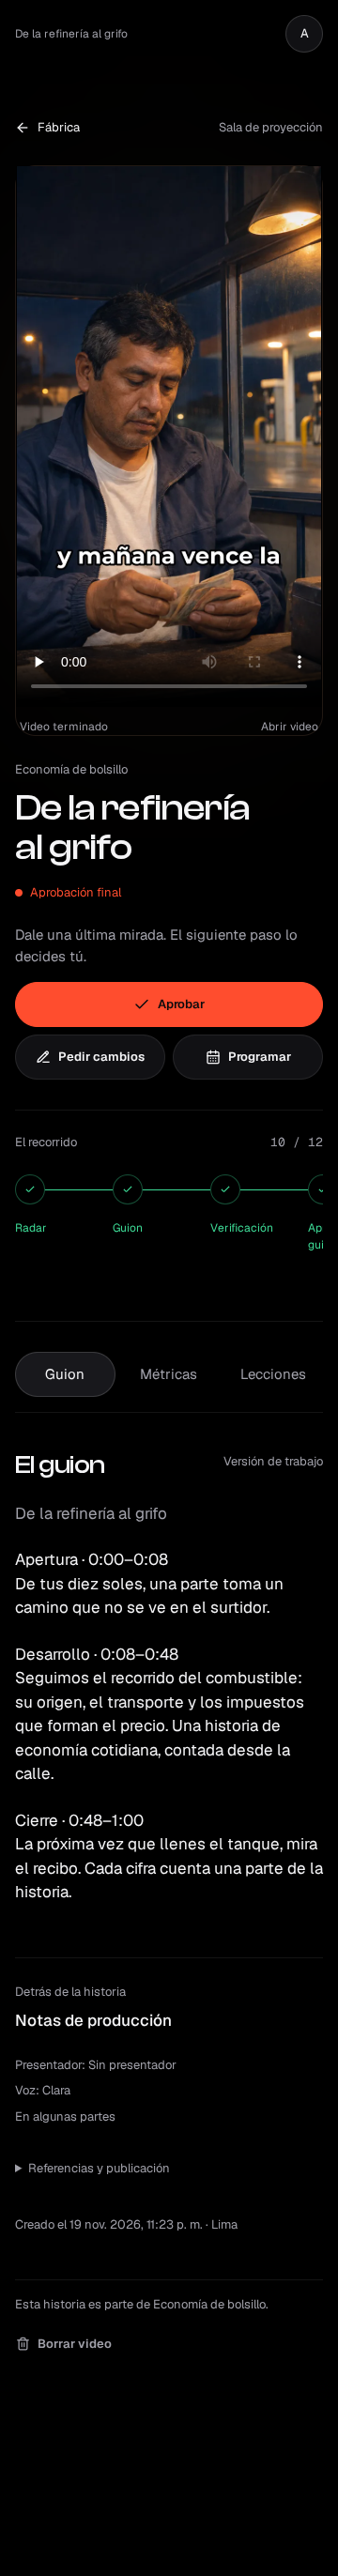 De la refinería al grifo
A
Fábrica
Sala de proyección
y mañana vence la
0:00
Video terminado
Abrir video
Economía de bolsillo
De la refinería
al grifo
Aprobación final
Dale una última mirada. El siguiente paso lo
decides tú.
Aprobar
Pedir cambios
Programar
El recorrido
10 / 12
Radar
Guion
Verificación
Ap
gui
Guion
Métricas
Lecciones
El guion
Versión de trabajo
De la refinería al grifo
Apertura · 0:00–0:08
De tus diez soles, una parte toma un
camino que no se ve en el surtidor.
Desarrollo · 0:08–0:48
Seguimos el recorrido del combustible:
su origen, el transporte y los impuestos
que forman el precio. Una historia de
economía cotidiana, contada desde la
calle.
Cierre · 0:48–1:00
La próxima vez que llenes el tanque, mira
el recibo. Cada cifra cuenta una parte de la
historia.
Detrás de la historia
Notas de producción
Presentador: Sin presentador
Voz: Clara
En algunas partes
Referencias y publicación
Creado el 19 nov. 2026, 11:23 p. m. · Lima
Esta historia es parte de Economía de bolsillo.
Borrar video